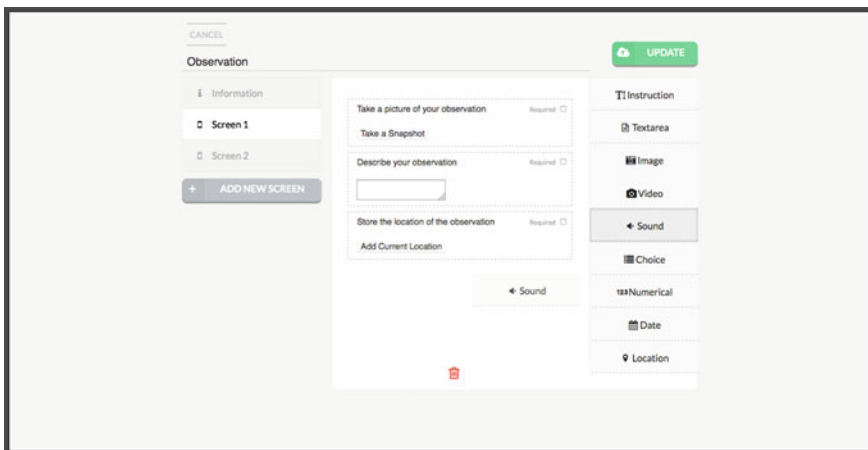 CANCEL
Observation
UPDATE
Information
Screen 1
Screen 2
ADD NEW SCREEN
Take a picture of your observation
Required
Take a Snapshot
Describe your observation
Required
Store the location of the observation
Required
Add Current Location
Sound
Instruction
Textarea
Image
Video
Sound
Choice
123 Numerical
Date
Location